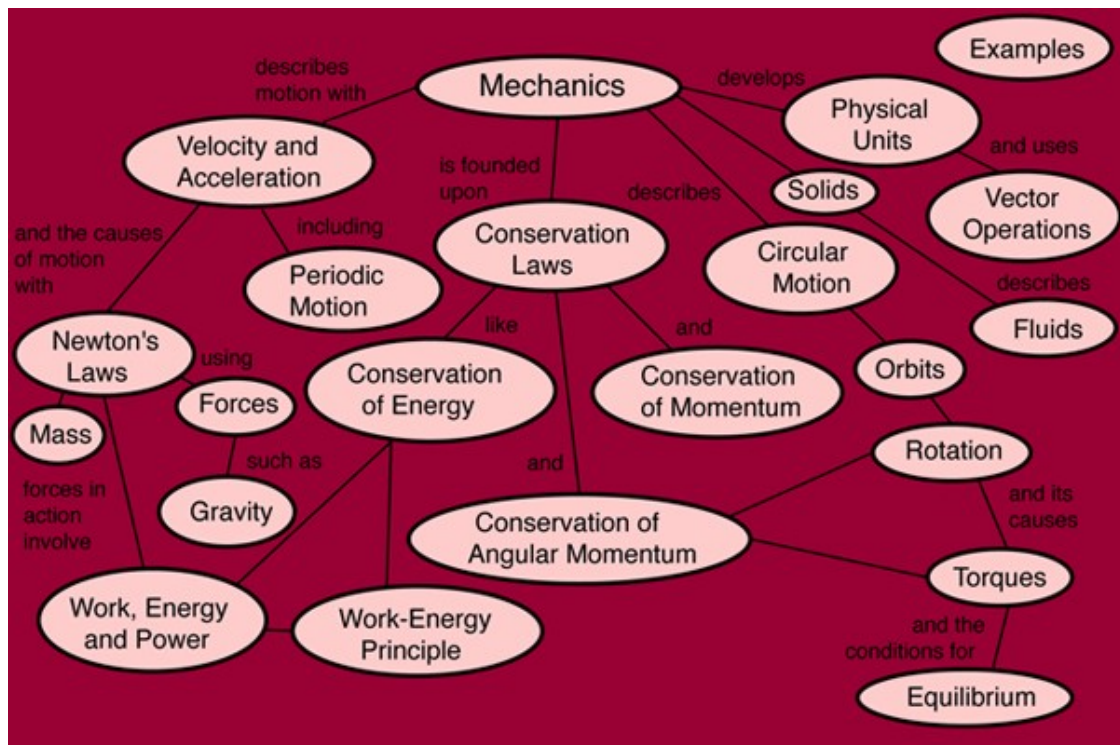 Examples
describes
motion with
Mechanics
develops
Physical
Units
Velocity and
Acceleration
is founded
upon
describes
Solids
and uses
Vector
Operations
and the causes
of motion
with
including
Periodic
Motion
Conservation
Laws
Circular
Motion
describes
Fluids
Newton's
Laws
using
Forces
Mass
like
Conservation
of Energy
and
Conservation
of Momentum
Orbits
Rotation
such as
Gravity
forces in
action
involve
and
Conservation of
Angular Momentum
and its
causes
Torques
Work, Energy
and Power
Work-Energy
Principle
and the
conditions for
Equilibrium